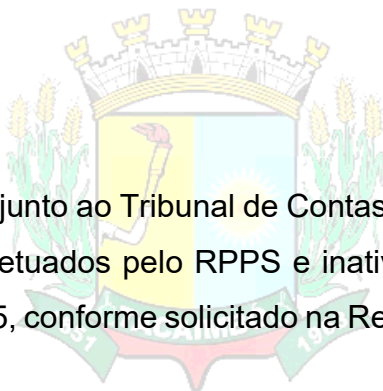 junto ao Tribunal de Contas
etuados pelo RPPS e inativ
5, conforme solicitado na Re